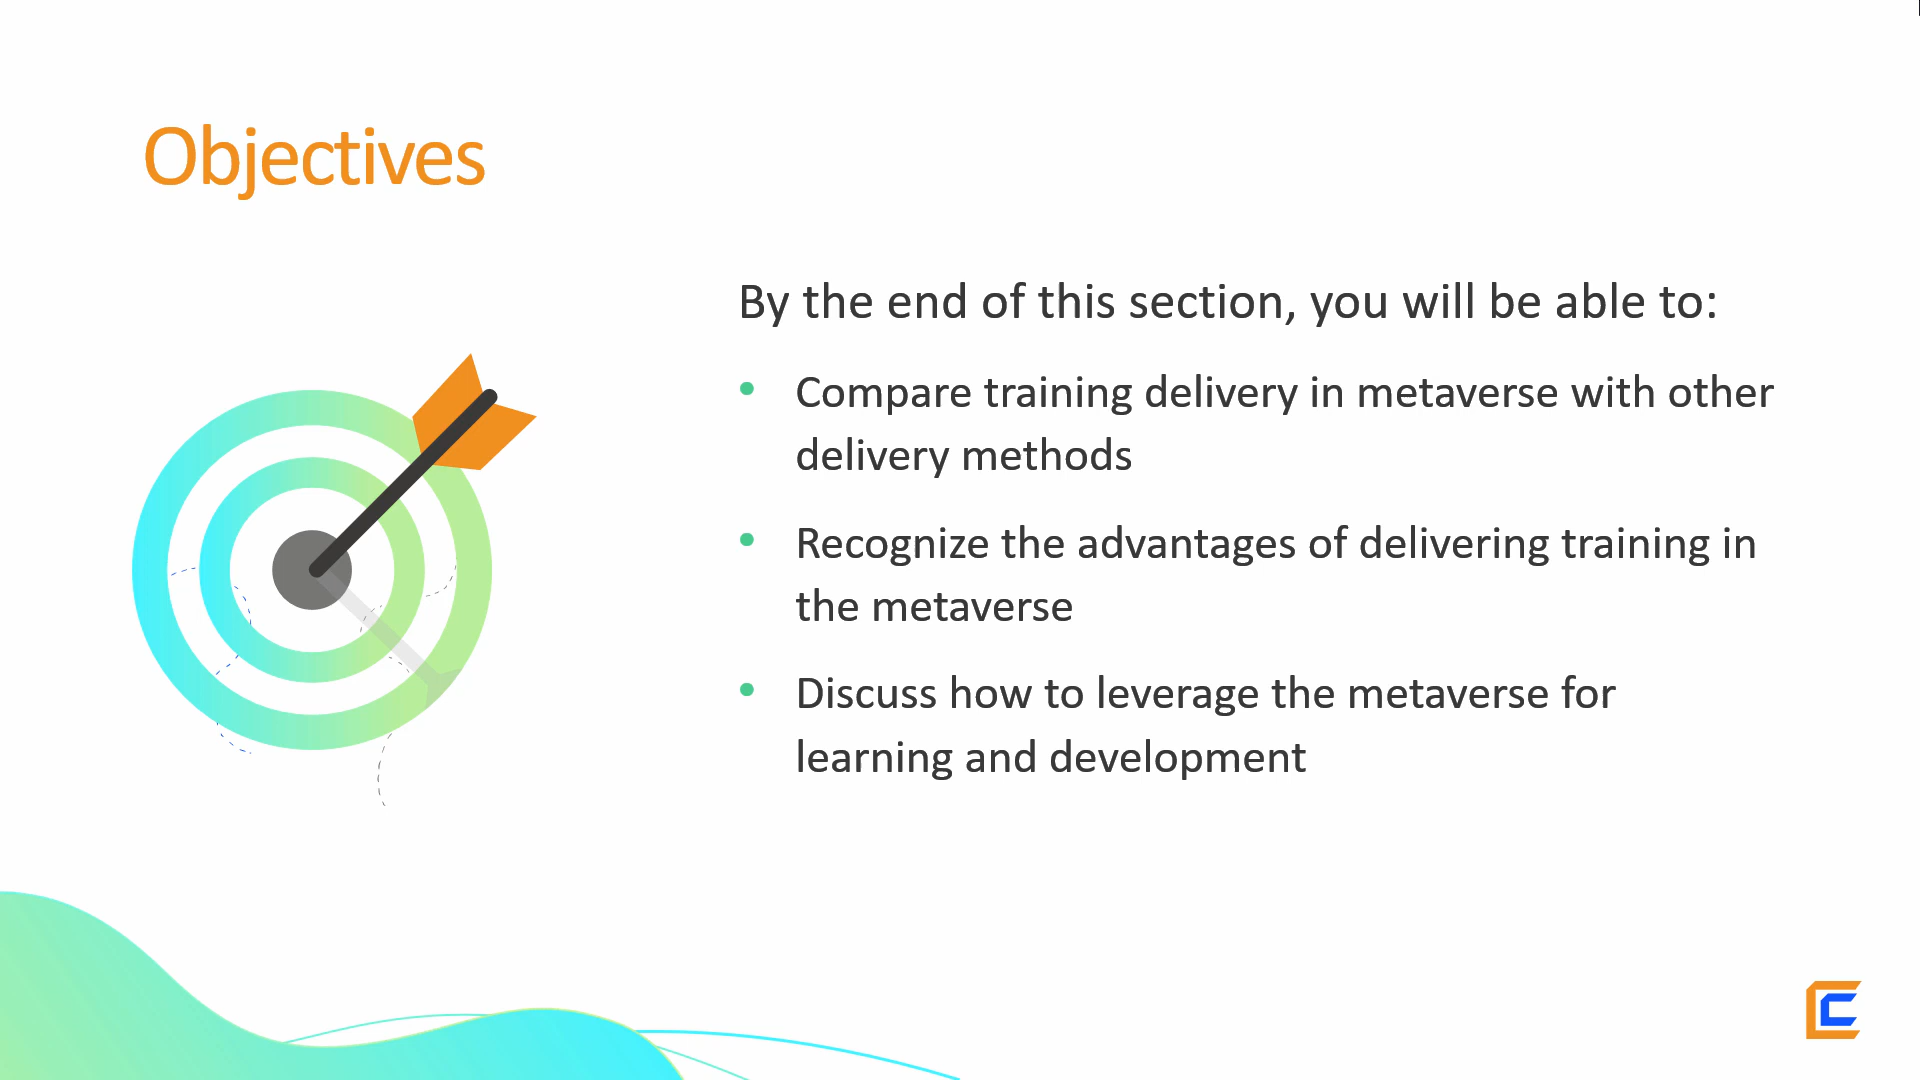 Objectives
By the end of this section, you will be able to:
• Compare training delivery in metaverse with other
delivery methods
• Recognize the advantages of delivering training in
the metaverse
• Discuss how to leverage the metaverse for
learning and development